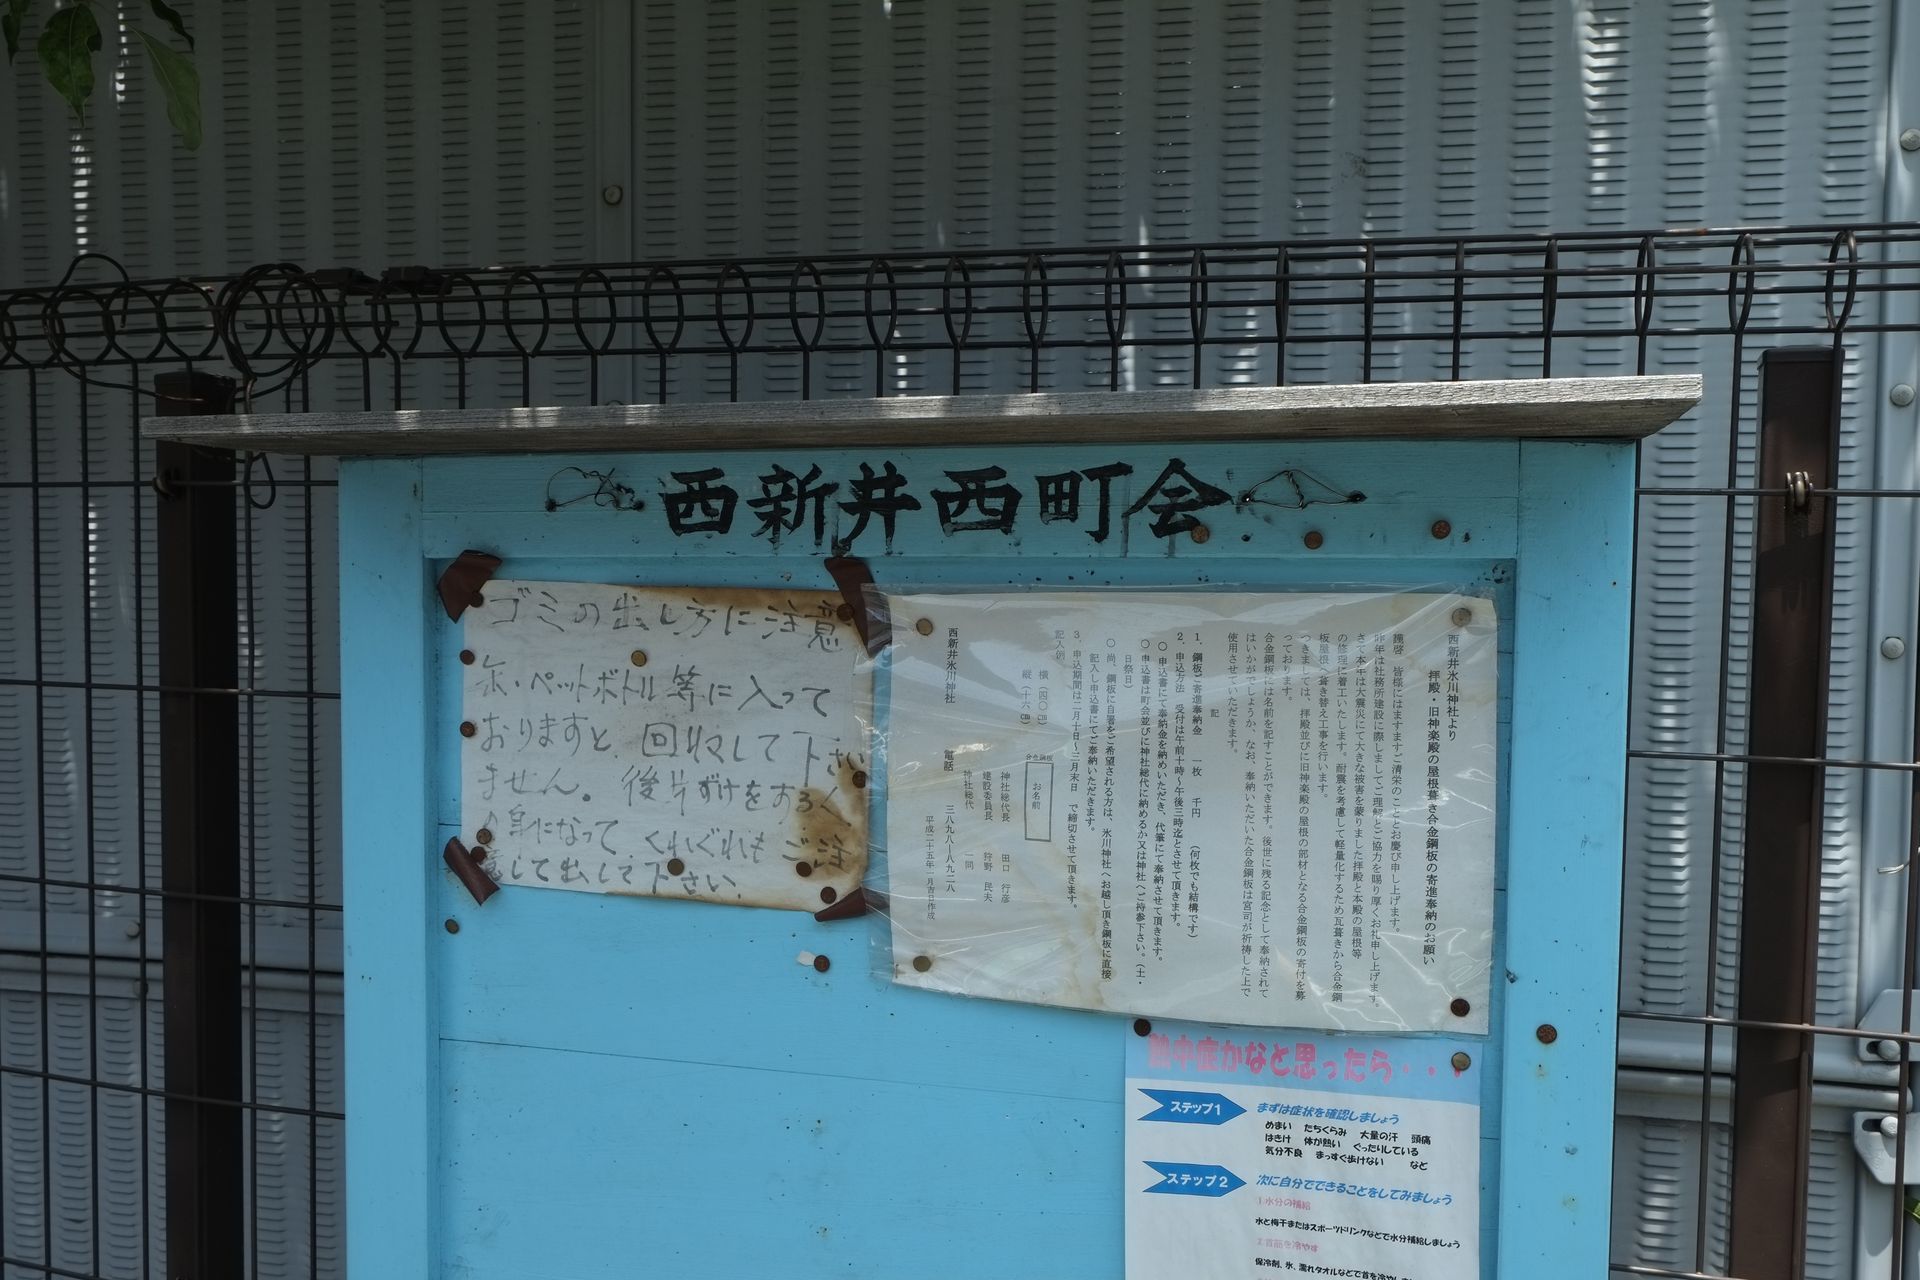 西新井西町会
ゴミの出し方に注意
缶・ペットボトル等に入って
おりますと、回収して下さい
ません。後片ずけをする
身になって、くれぐれもご注
意して出して下さい
西新井氷川神社より
拝殿・旧神楽殿の屋根葺き合金鋼板の寄進奉納のお願い
謹啓 皆様にはますますご清栄のこととお慶び申し上げます。
昨年は社務所建設に際しましてご理解とご協力を賜り厚くお礼申し上げます。
さて本年は大震災にて大きな被害を蒙りました拝殿と本殿の屋根等
の修理に着工いたします。耐震を考慮して軽量化するため瓦葺きから合金鋼
板屋根へ葺き替え工事を行います。
つきましては、拝殿並びに旧神楽殿の屋根の部材となる合金鋼板の寄付を募
っております。
合金鋼板には名前を記すことができます。後世に残る記念として奉納されて
はいかがでしょうか、なお、奉納いただいた合金鋼板は宮司が祈祷した上で
使用させていただきます。
記
1.鋼板ご寄進奉納金 一枚 千円 (何枚でも結構です)
2.申込方法 受付は午前十時~午後三時迄とさせて頂きます。
〇申込書にて奉納金を納めいただき、代筆にて奉納させて頂きます。
〇申込書は町会並びに神社総代に納めるか又は神社へご持参下さい。(土・
日祭日)
〇尚、鋼板に自署をご希望される方は、氷川神社へお越し頂き鋼板に直接
記入し申込書にてご奉納いただきます。
3.申込期間は二月十日~三月末日 で締切させて頂きます。
記入例
横(四〇㎝)
縦(十六㎝)
合金鋼板
お名前
神社総代長 田口 行彦
建設委員長 狩野 民夫
神社総代 一同
西新井氷川神社 電話 三八九八―八九二八
平成二十五年一月吉日作成
熱中症かなと思ったら・・・
ステップ1
まずは症状を確認しましょう
めまい たちくらみ 大量の汗 頭痛
はきけ 体が熱い ぐったりしている
気分不良 まっすぐ歩けない など
ステップ2
次に自分でできることをしてみましょう
1.水分の補給
水と梅干またはスポーツドリンクなどで水分補給しましょう
2.首筋を冷やす
保冷剤、氷、濡れタオルなどで首を冷やしま